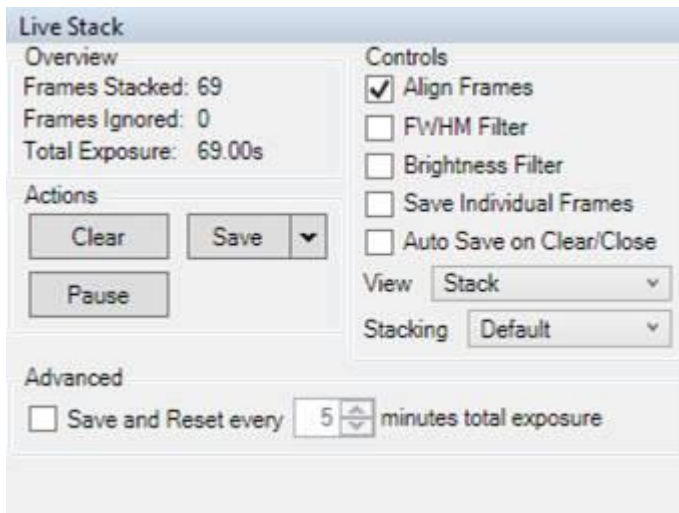 Live Stack
Overview
Frames Stacked: 69
Frames Ignored: 0
Total Exposure: 69.00s
Actions
Clear
Save
Pause
Controls
Align Frames
FWHM Filter
Brightness Filter
Save Individual Frames
Auto Save on Clear/Close
View Stack
Stacking Default
Advanced
Save and Reset every 5 minutes total exposure